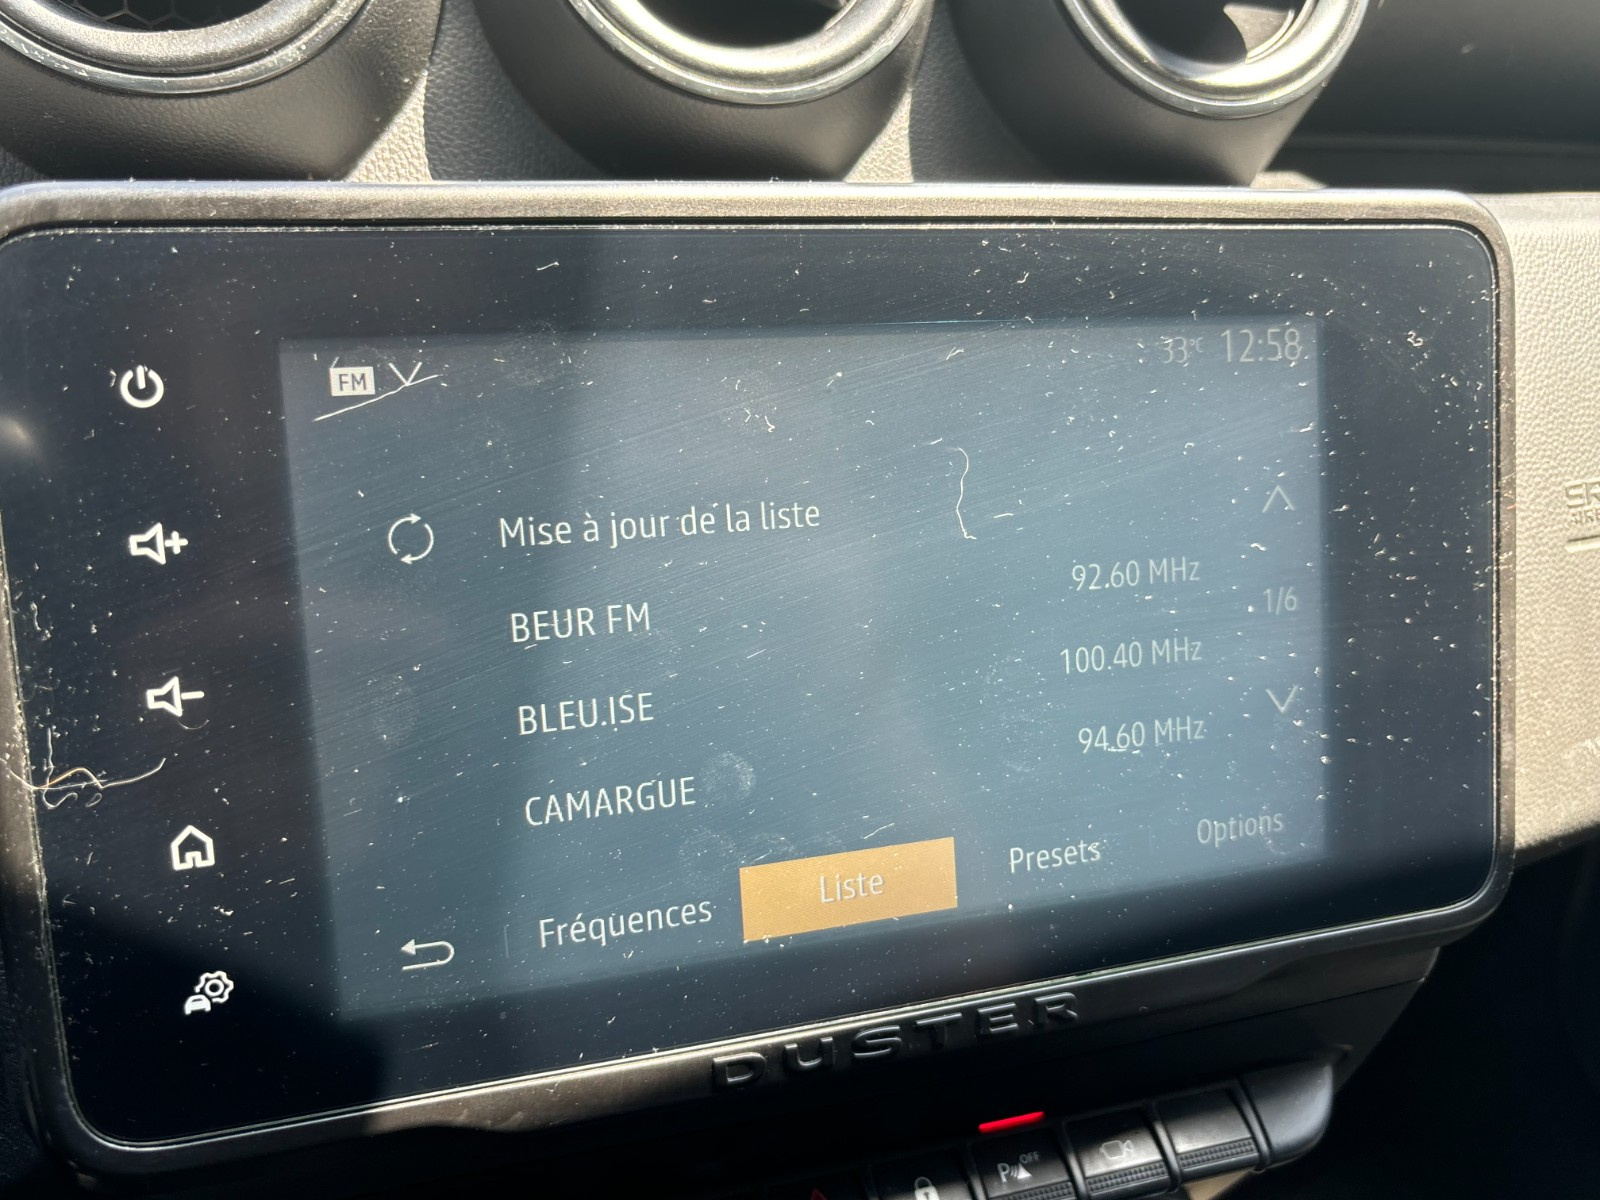 FM
33°C 12:58
Mise à jour de la liste
BEUR FM 92.60 MHz
1/6
BLEU.ISE 100.40 MHz
CAMARGUE 94.60 MHz
Fréquences Liste Presets Options
DUSTER
P OFF